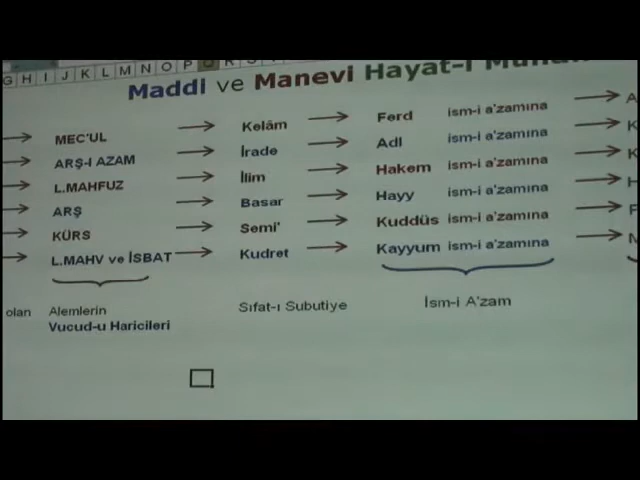 G H I J K L M N O P
Maddi ve Manevi Hayat-ı
MEC'UL Kelâm Ferd ism-i a'zamına
ARŞ-I AZAM İrade Adl ism-i a'zamına
L.MAHFUZ İlim Hakem ism-i a'zamına
ARŞ Basar Hayy ism-i a'zamına
KÜRS Semi' Kuddüs ism-i a'zamına
L.MAHV ve İSBAT Kudret Kayyum ism-i a'zamına
olan Alemlerin Sıfat-ı Subutiye İsm-i A'zam
Vucud-u Haricileri